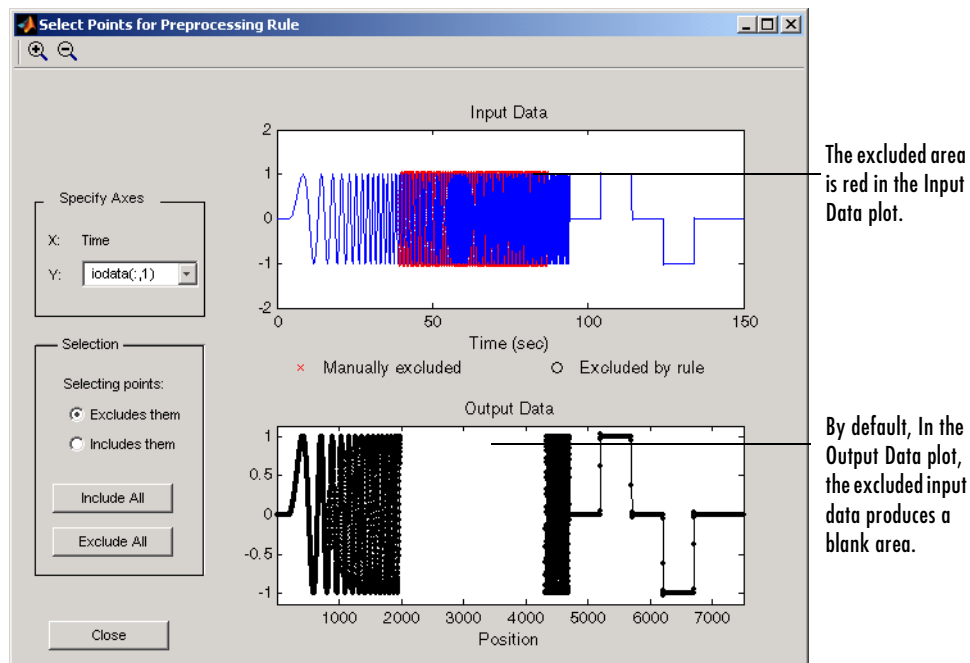 Select Points for Preprocessing Rule
Input Data
2
1
0
-1
-2
0
50
100
150
Time (sec)
× Manually excluded
O Excluded by rule
The excluded area
is red in the Input
Data plot.
Specify Axes
X: Time
Y: iodata(:,1)
Selection
Selecting points:
Excludes them
Includes them
Include All
Exclude All
Close
Output Data
1
0.5
0
-0.5
-1
1000
2000
3000
4000
5000
6000
7000
Position
By default, In the
Output Data plot,
the excluded input
data produces a
blank area.